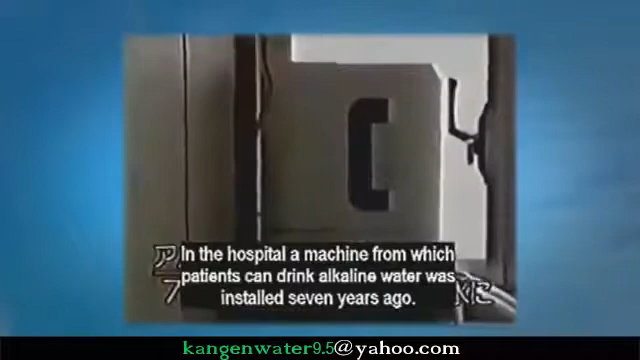 ア
In the hospital a machine from which
patients can drink alkaline water was
installed seven years ago.
kangenwater9.5@yahoo.com